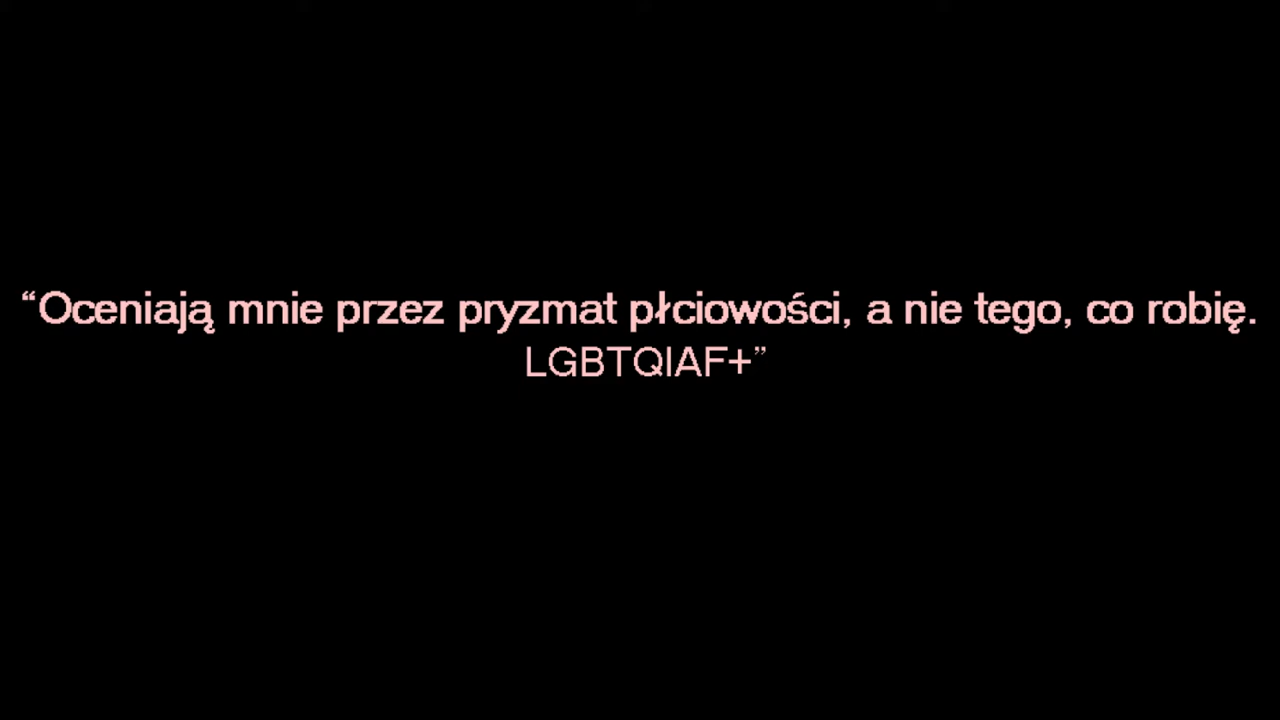 “Oceniają mnie przez pryzmat płciowości, a nie tego, co robię.
LGBTQIAF+”